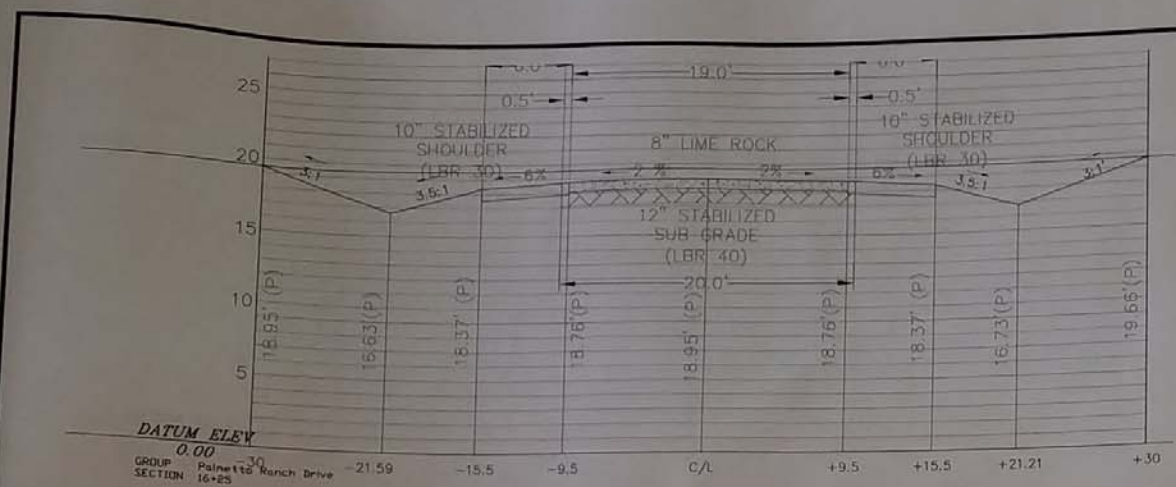 25
20
15
10
5
19.0'
0.5'
0.5'
10" STABILIZED
SHOULDER
(LBR 30)
8" LIME ROCK
10" STABILIZED
SHOULDER
(LBR 30)
3:1
3.5:1
6%
2 %
2%
6%
3.5:1
3:1
12" STABILIZED
SUB GRADE
(LBR 40)
20.0'
18.95' (P)
16.63'(P)
18.37' (P)
18.76'(P)
18.95' (P)
18.76'(P)
18.37' (P)
16.73'(P)
19.66'(P)
DATUM ELEV
0.00
-30
-21.59
-15.5
-9.5
C/L
+9.5
+15.5
+21.21
+30
GROUP Palmetto Ranch Drive
SECTION 16+25